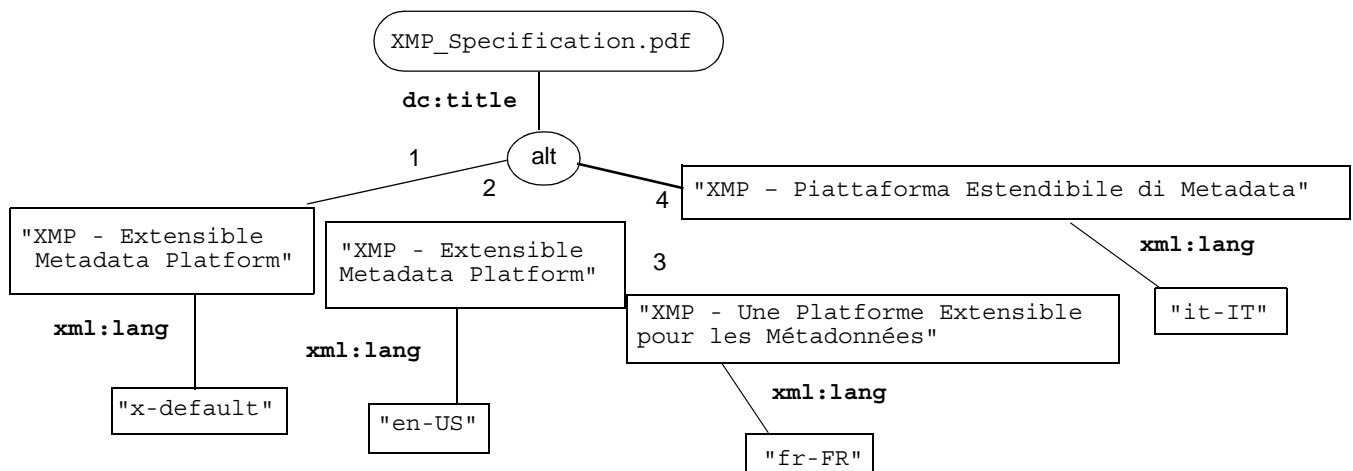 XMP_Specification.pdf
dc:title
alt
1
2
4
"XMP – Piattaforma Estendibile di Metadata"
"XMP - Extensible
Metadata Platform"
"XMP - Extensible
Metadata Platform"
3
xml:lang
"XMP - Une Platforme Extensible
pour les Métadonnées"
"it-IT"
xml:lang
xml:lang
xml:lang
"x-default"
"en-US"
"fr-FR"